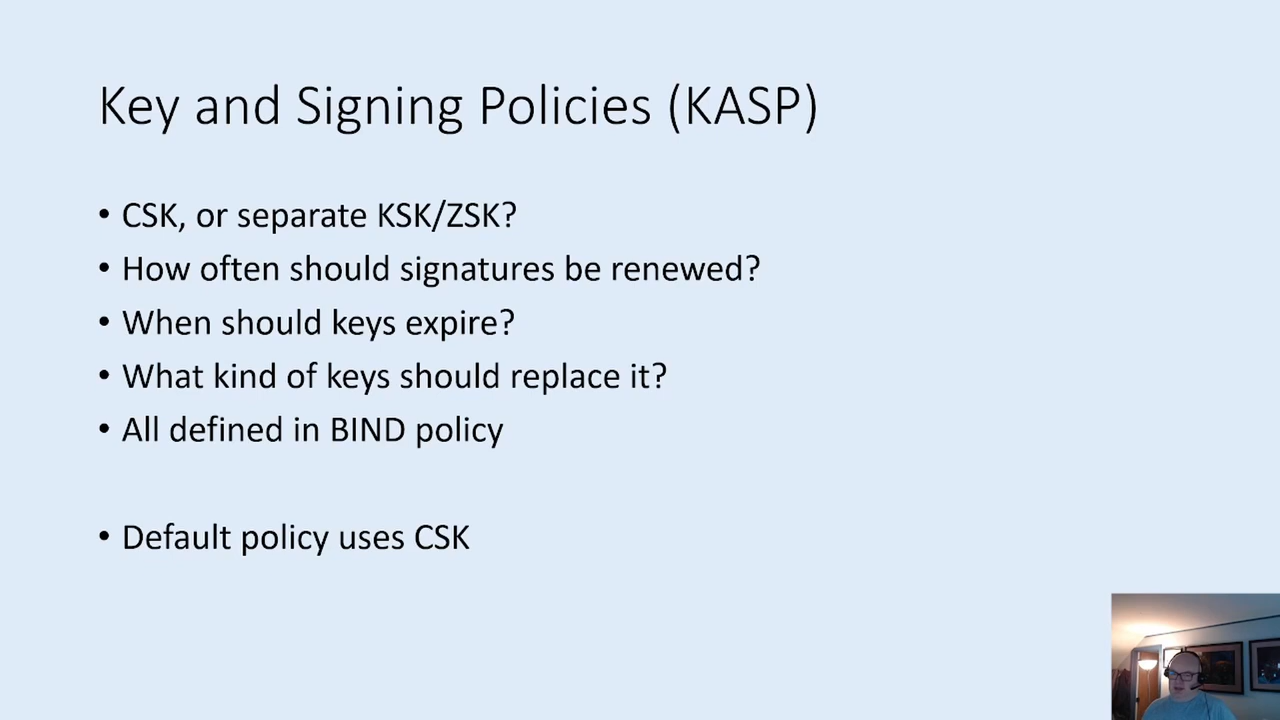 Key and Signing Policies (KASP)
• CSK, or separate KSK/ZSK?
• How often should signatures be renewed?
• When should keys expire?
• What kind of keys should replace it?
• All defined in BIND policy
• Default policy uses CSK